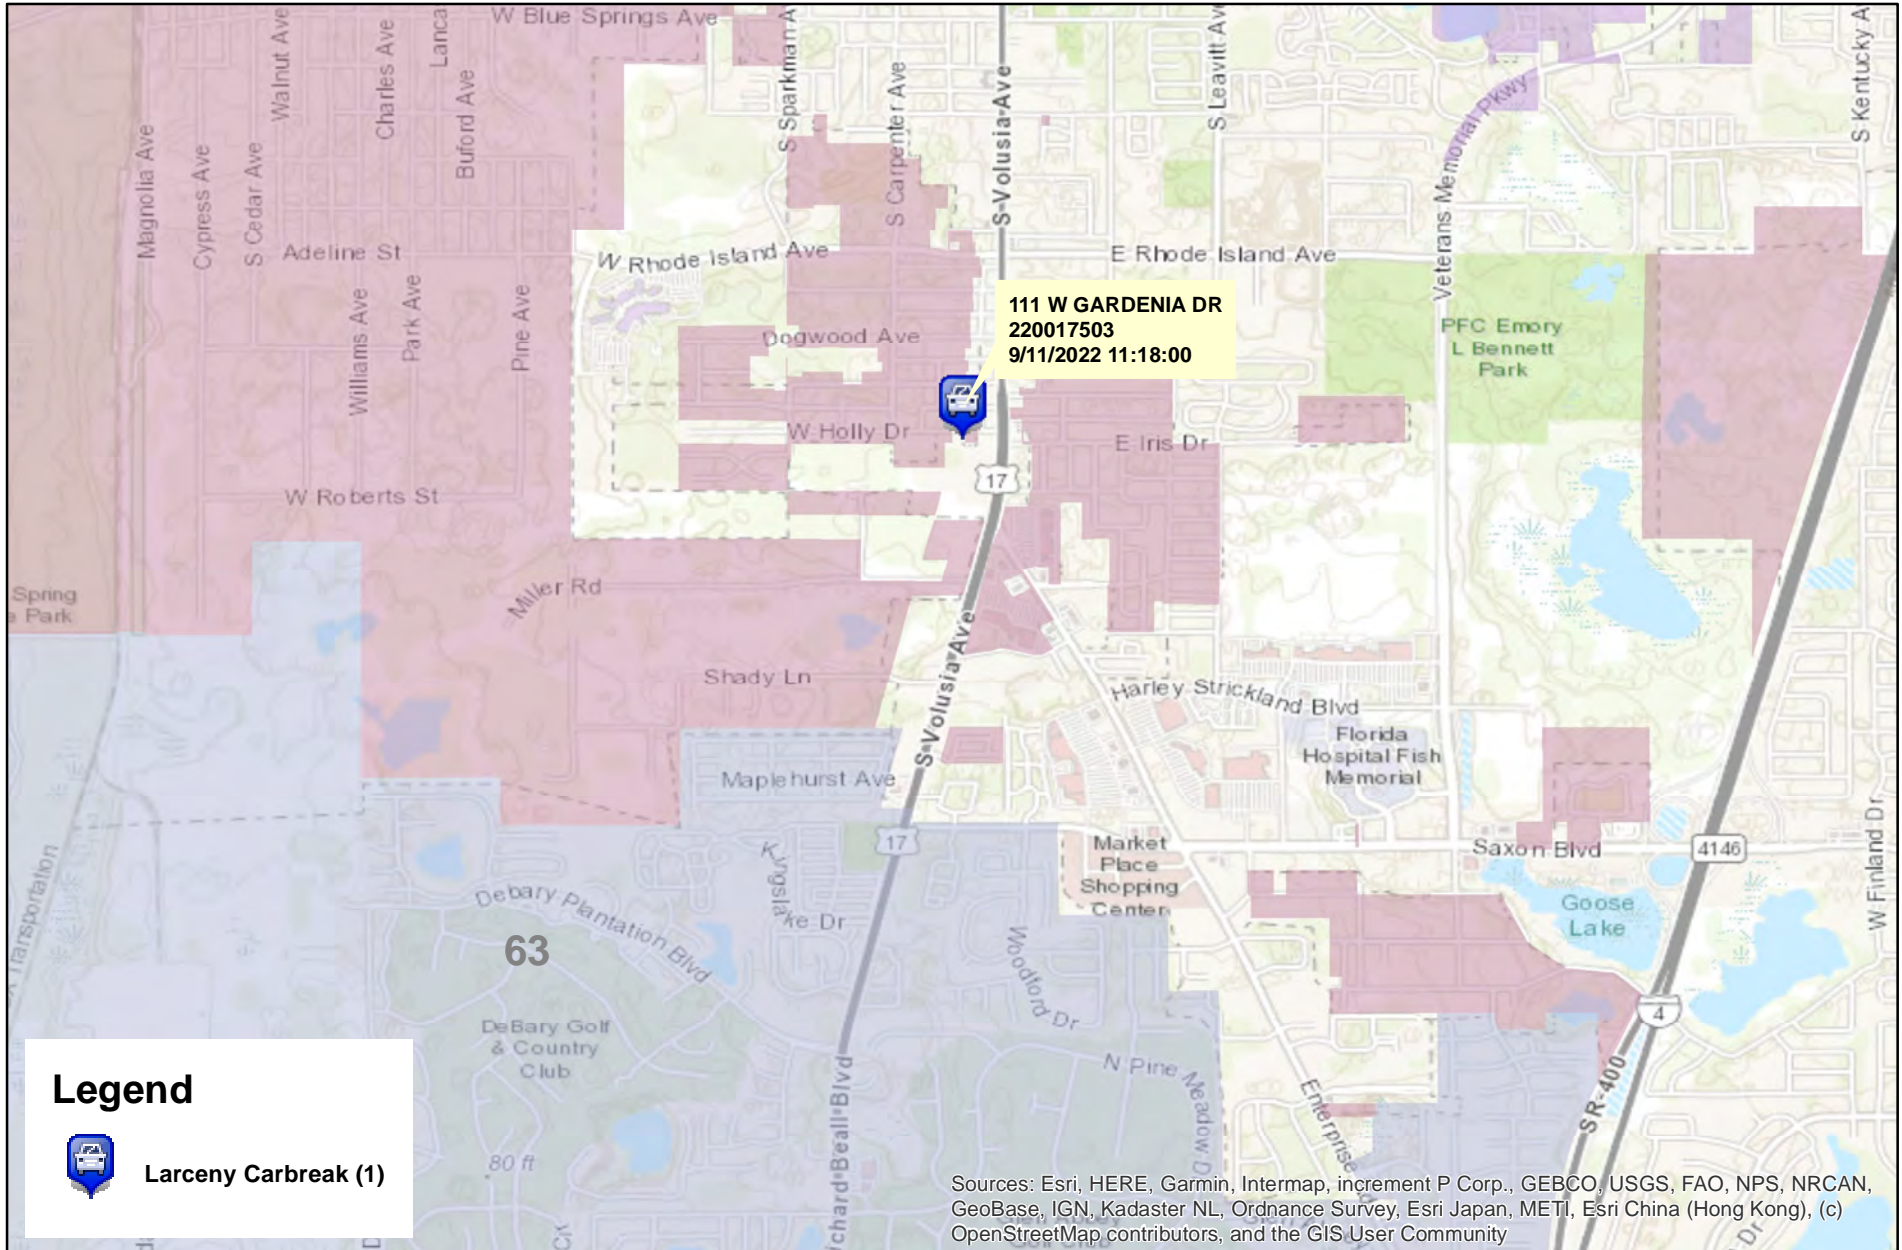 W Blue Springs Ave
Walnut Ave
Charles Ave
Lanca
Buford Ave
S Sparkman A
S Carpenter Ave
S Volusia Ave
S Leavitt Av
Veterans Memorial Pkwy
S Kentucky A
Magnolia Ave
Cypress Ave
S Cedar Ave
Adeline St
W Rhode Island Ave
E Rhode Island Ave
Williams Ave
Park Ave
Pine Ave
Dogwood Ave
111 W GARDENIA DR
220017503
9/11/2022 11:18:00
PFC Emory
L Bennett
Park
W Holly Dr
E Iris Dr
17
W Roberts St
Spring
e Park
Miller Rd
Shady Ln
S Volusia Ave
Harley Strickland Blvd
Florida
Hospital Fish
Memorial
Maplehurst Ave
17
Market
Place
Shopping
Center
Saxon Blvd
4146
W Finland Dr
Transportation
Kyngslake Dr
Debary Plantation Blvd
Goose
Lake
63
Woodford Dr
4
DeBary Golf
& Country
Club
N Pine Meadow D
Enterprise
SR-400
chard Beall Blvd
80 ft
Legend
Larceny Carbreak (1)
Sources: Esri, HERE, Garmin, Intermap, increment P Corp., GEBCO, USGS, FAO, NPS, NRCAN,
GeoBase, IGN, Kadaster NL, Ordnance Survey, Esri Japan, METI, Esri China (Hong Kong), (c)
OpenStreetMap contributors, and the GIS User Community